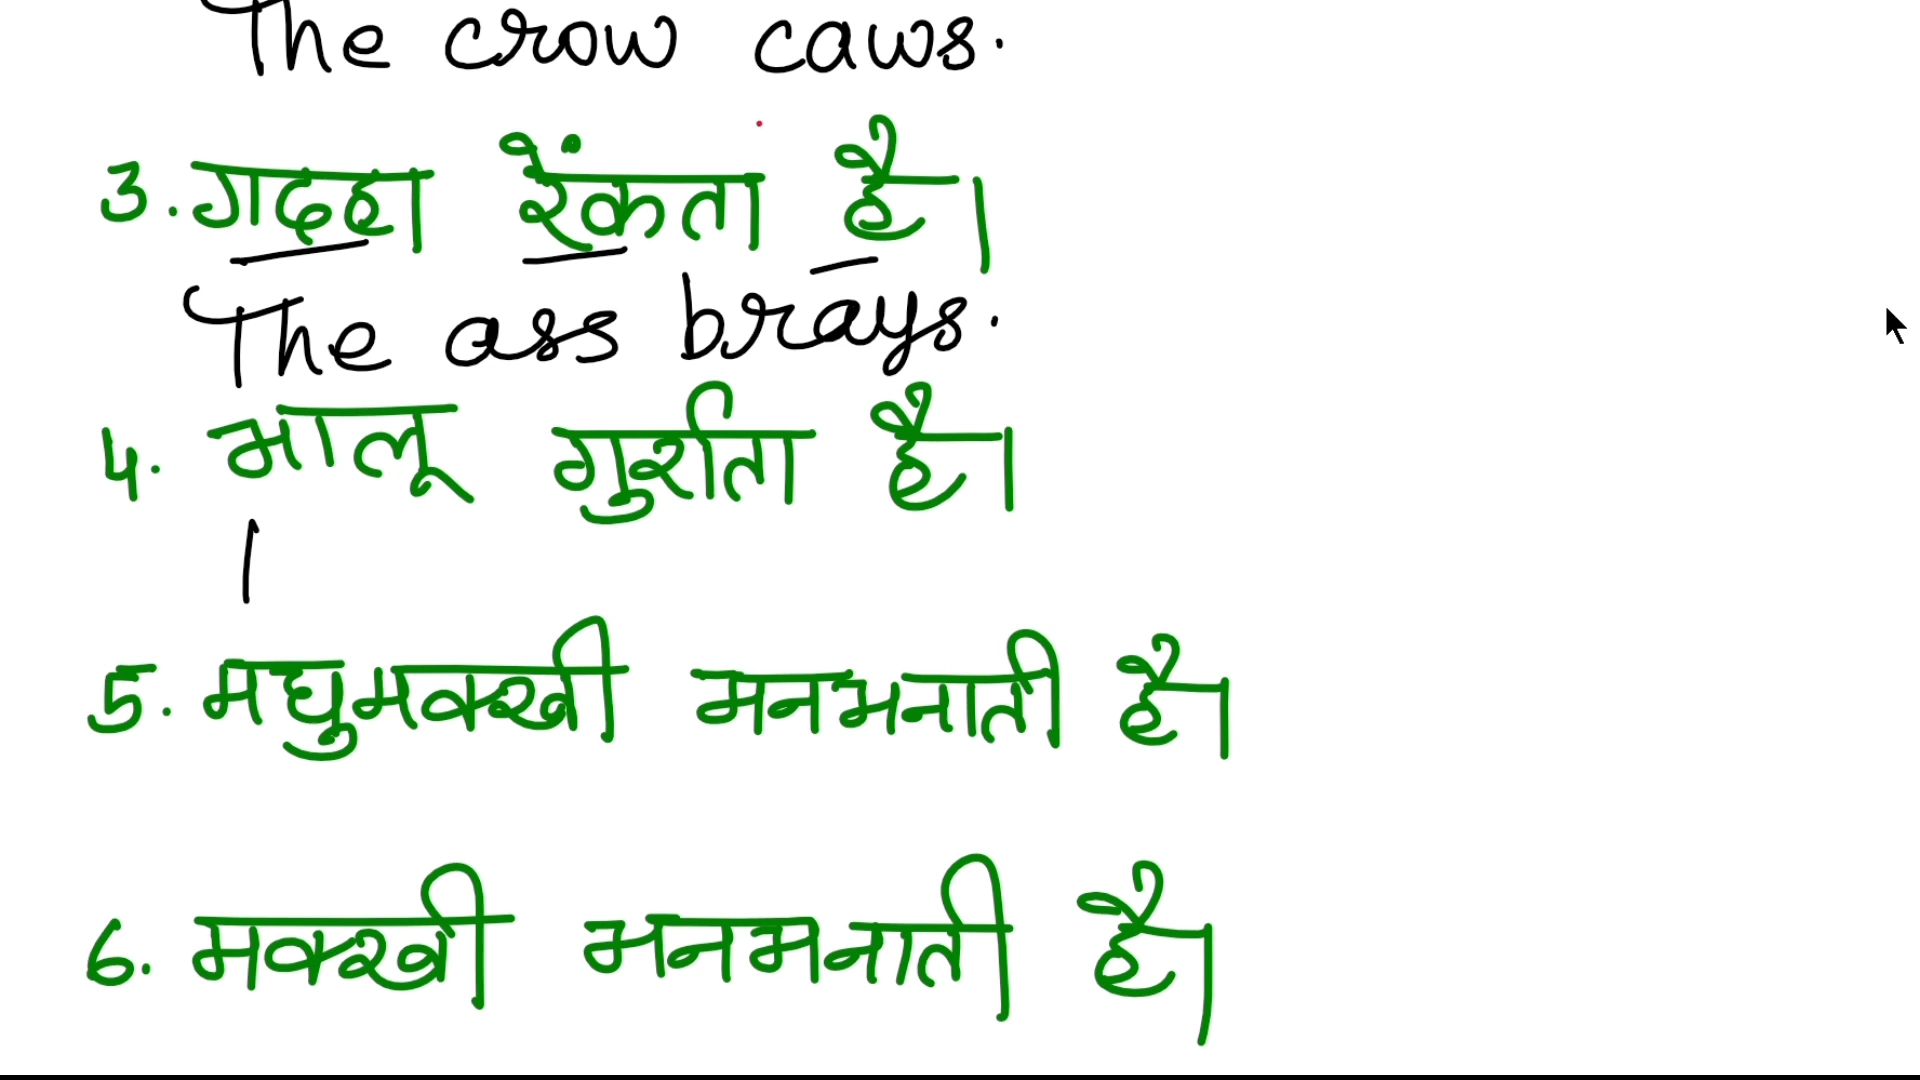 The crow caws.
3. गदहा रेंकता है।
The ass brays.
4. भालू गुर्राता है।
5. मधुमक्खी भनभनाती है।
6. मक्खी भनभनाती है।